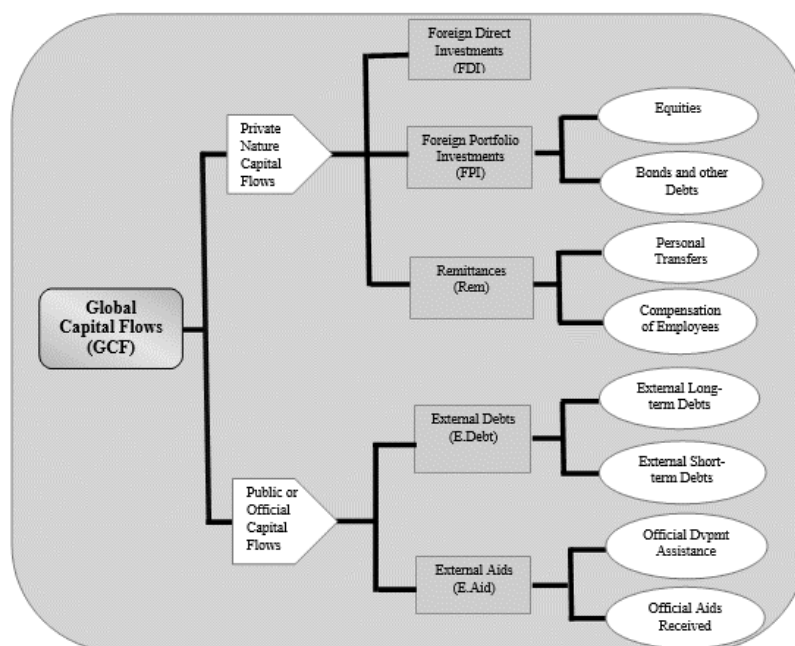 Foreign Direct
Investments
(FDI)
Private
Nature
Capital
Flows
Equities
Foreign Portfolio
Investments
(FPI)
Bonds and other
Debts
Personal
Transfers
Remittances
(Rem)
Compensation
of Employees
Global
Capital Flows
(GCF)
External Long-
term Debts
External Debts
(E.Debt)
External Short-
term Debts
Public or
Official
Capital
Flows
Official Dvpmt
Assistance
External Aids
(E.Aid)
Official Aids
Received